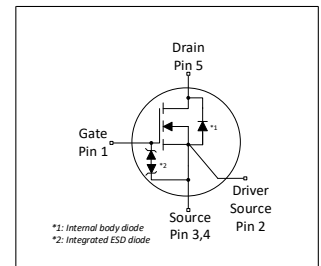 Drain
Pin 5
*1
Gate
Pin 1
*2
Driver
Source
Pin 2
Source
Pin 3,4
*1: Internal body diode
*2: Integrated ESD diode